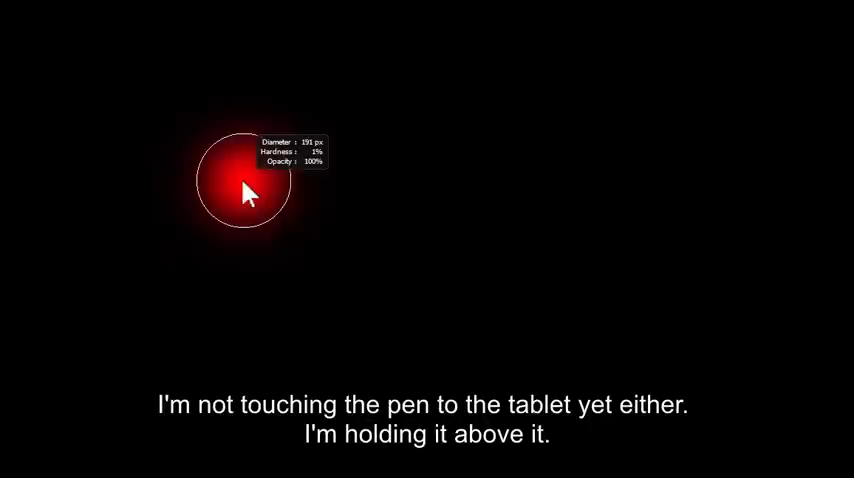 Diameter : 191 px
Hardness : 1%
Opacity : 100%
I'm not touching the pen to the tablet yet either.
I'm holding it above it.